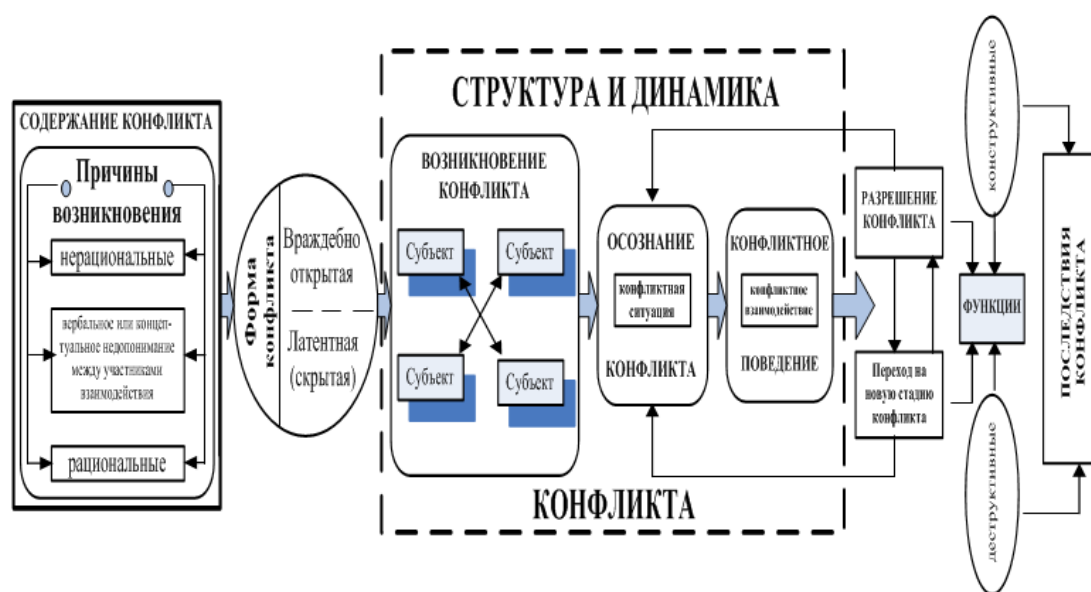 СОДЕРЖАНИЕ КОНФЛИКТА
Причины
возникновения
нерациональные
вербальное или концеп-
туальное недопонимание
между участниками
взаимодействия
рациональные
Форма
конфликта
Враждебно
открытая
Латентная
(скрытая)
СТРУКТУРА И ДИНАМИКА
ВОЗНИКНОВЕНИЕ
КОНФЛИКТА
Субъект
Субъект
Субъект
Субъект
ОСОЗНАНИЕ
конфликтная
ситуация
КОНФЛИКТА
КОНФЛИКТНОЕ
конфликтное
взаимодействие
ПОВЕДЕНИЕ
КОНФЛИКТА
РАЗРЕШЕНИЕ
КОНФЛИКТА
Переход на
новую стадию
конфликта
конструктивные
ФУНКЦИИ
деструктивные
ПОСЛЕДСТВИЯ
КОНФЛИКТА